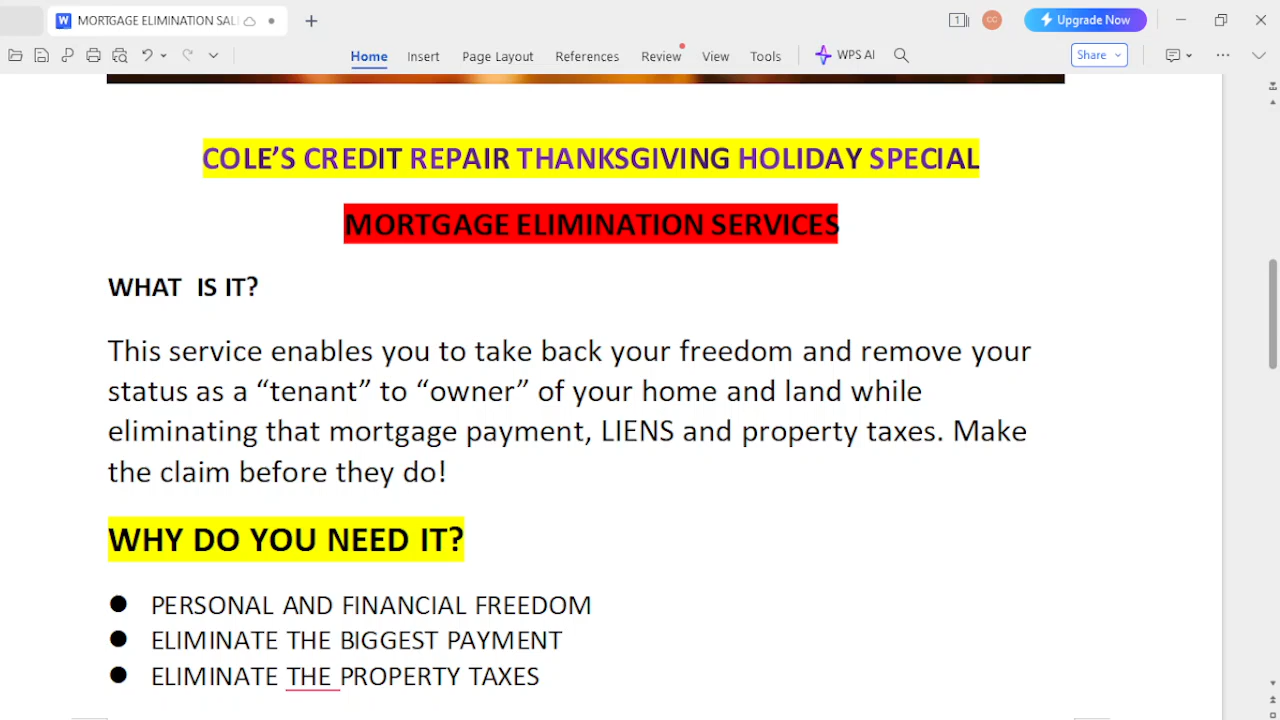 MORTGAGE ELIMINATION SAL
CC
Upgrade Now
Home Insert Page Layout References Review View Tools WPS AI Share
COLE’S CREDIT REPAIR THANKSGIVING HOLIDAY SPECIAL
MORTGAGE ELIMINATION SERVICES
WHAT IS IT?
This service enables you to take back your freedom and remove your
status as a “tenant” to “owner” of your home and land while
eliminating that mortgage payment, LIENS and property taxes. Make
the claim before they do!
WHY DO YOU NEED IT?
● PERSONAL AND FINANCIAL FREEDOM
● ELIMINATE THE BIGGEST PAYMENT
● ELIMINATE THE PROPERTY TAXES